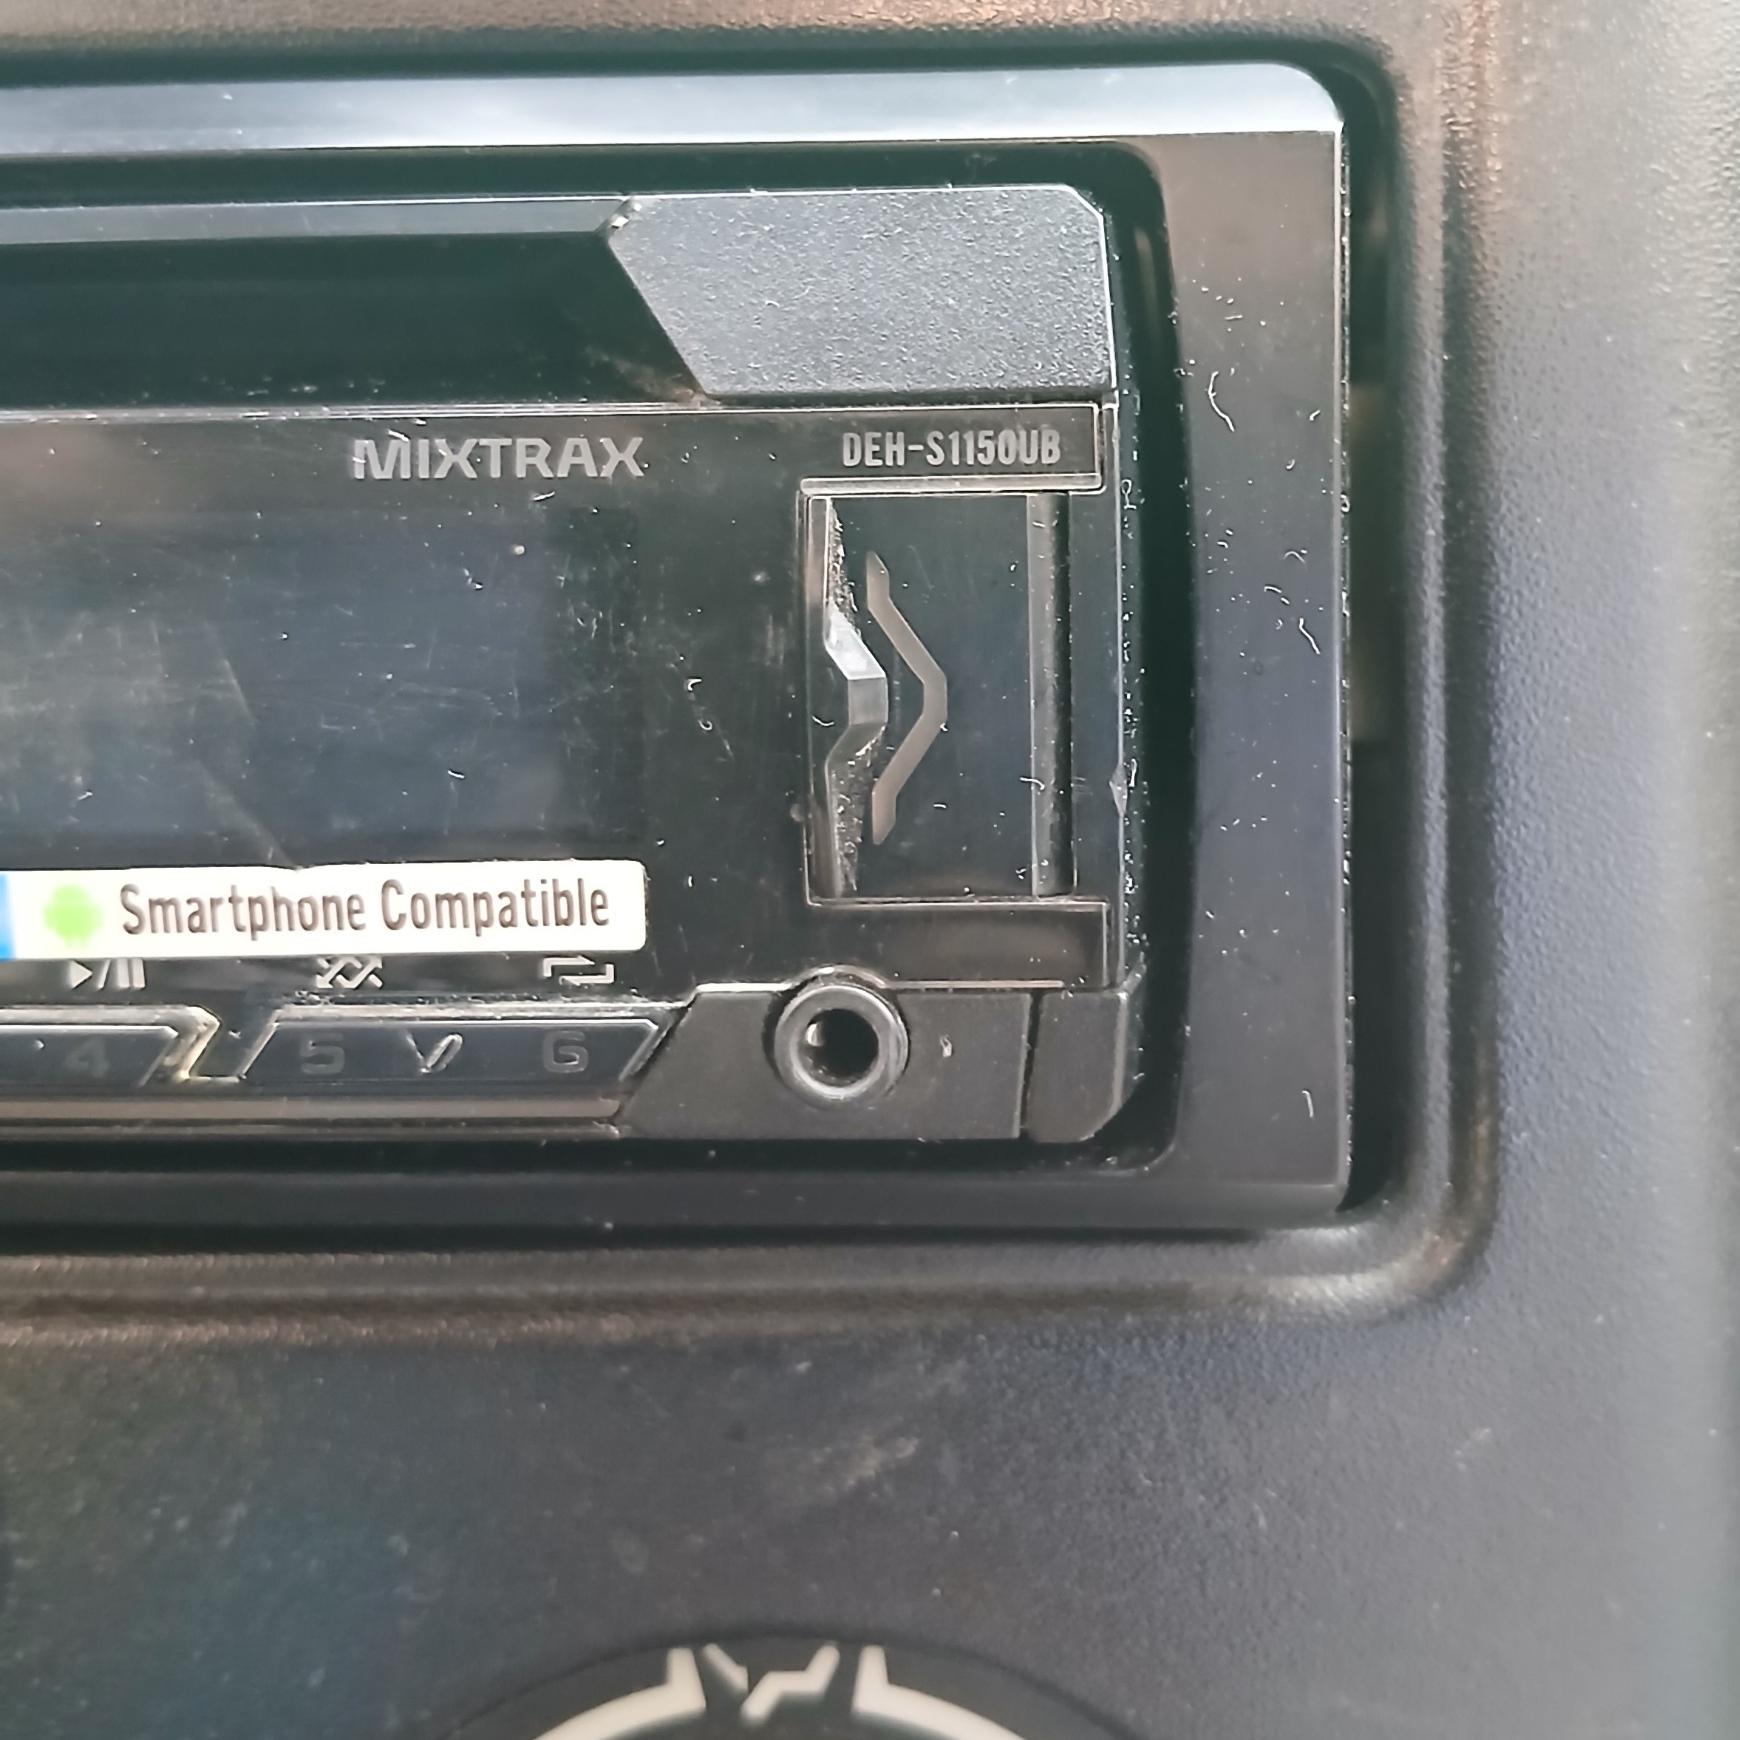 MIXTRAX
DEH-S1150UB
Smartphone Compatible
4 5 6